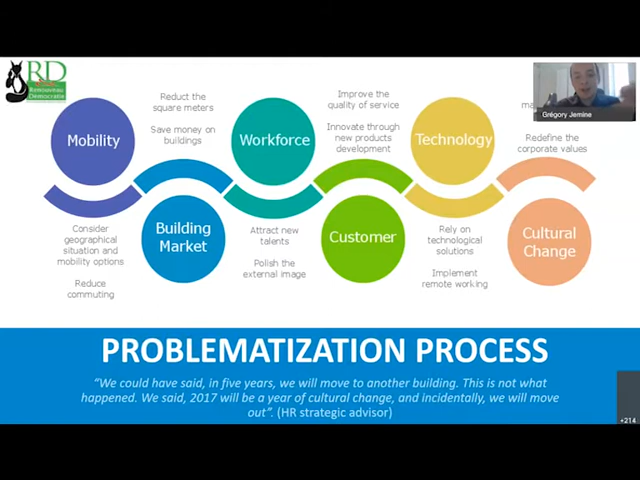 RD
Renouveau
Démocratie
Grégory Jemine
Mobility
Reduct the
square meters
Save money on
buildings
Workforce
Improve the
quality of service
Innovate through
new products
development
Technology
Redefine the
corporate values
Consider
geographical
situation and
mobility options
Reduce
commuting
Building
Market
Attract new
talents
Polish the
external image
Customer
Rely on
technological
solutions
Implement
remote working
Cultural
Change
PROBLEMATIZATION PROCESS
“We could have said, in five years, we will move to another building. This is not what
happened. We said, 2017 will be a year of cultural change, and incidentally, we will move
out”. (HR strategic advisor)
+214